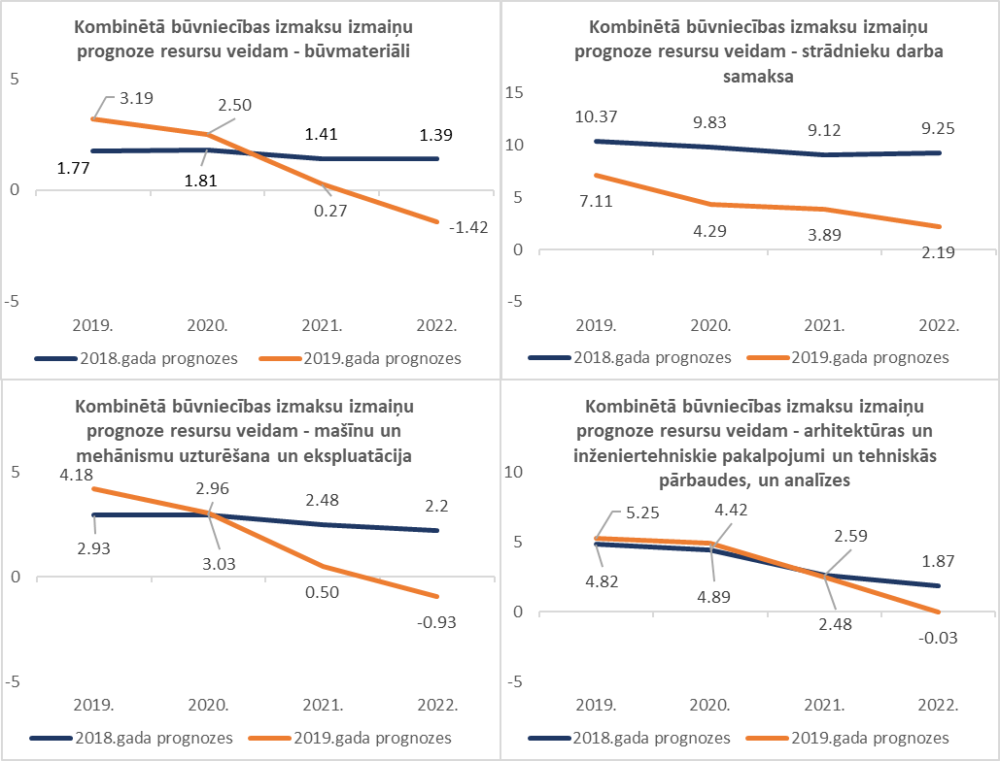 Kombinētā būvniecības izmaksu izmaiņu
prognoze resursu veidam - būvmateriāli
5
3.19
2.50
1.41
1.39
1.77
1.81
0
0.27
-1.42
-5
2019. 2020. 2021. 2022.
2018.gada prognozes 2019.gada prognozes
Kombinētā būvniecības izmaksu izmaiņu
prognoze resursu veidam - strādnieku darba
samaksa
15
10.37
9.83
9.12
9.25
10
7.11
5
4.29
3.89
2.19
0
-5
2019. 2020. 2021. 2022.
2018.gada prognozes 2019.gada prognozes
Kombinētā būvniecības izmaksu izmaiņu
prognoze resursu veidam - mašīnu un
mehānismu uzturēšana un ekspluatācija
5
4.18
2.96
2.48
2.2
2.93
3.03
0
0.50
-0.93
-5
2019. 2020. 2021. 2022.
2018.gada prognozes 2019.gada prognozes
Kombinētā būvniecības izmaksu izmaiņu
prognoze resursu veidam - arhitektūras un
inženiertehniskie pakalpojumi un tehniskās
pārbaudes, un analīzes
10
5.25
4.42
2.59
1.87
5
4.82
4.89
2.48
0
-0.03
-5
2019. 2020. 2021. 2022.
2018.gada prognozes 2019.gada prognozes